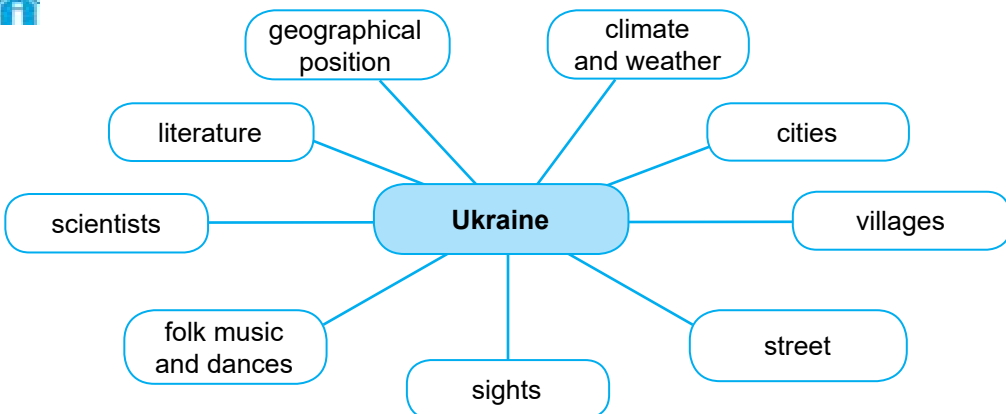 geographical
position
climate
and weather
literature
cities
scientists
Ukraine
villages
folk music
and dances
street
sights